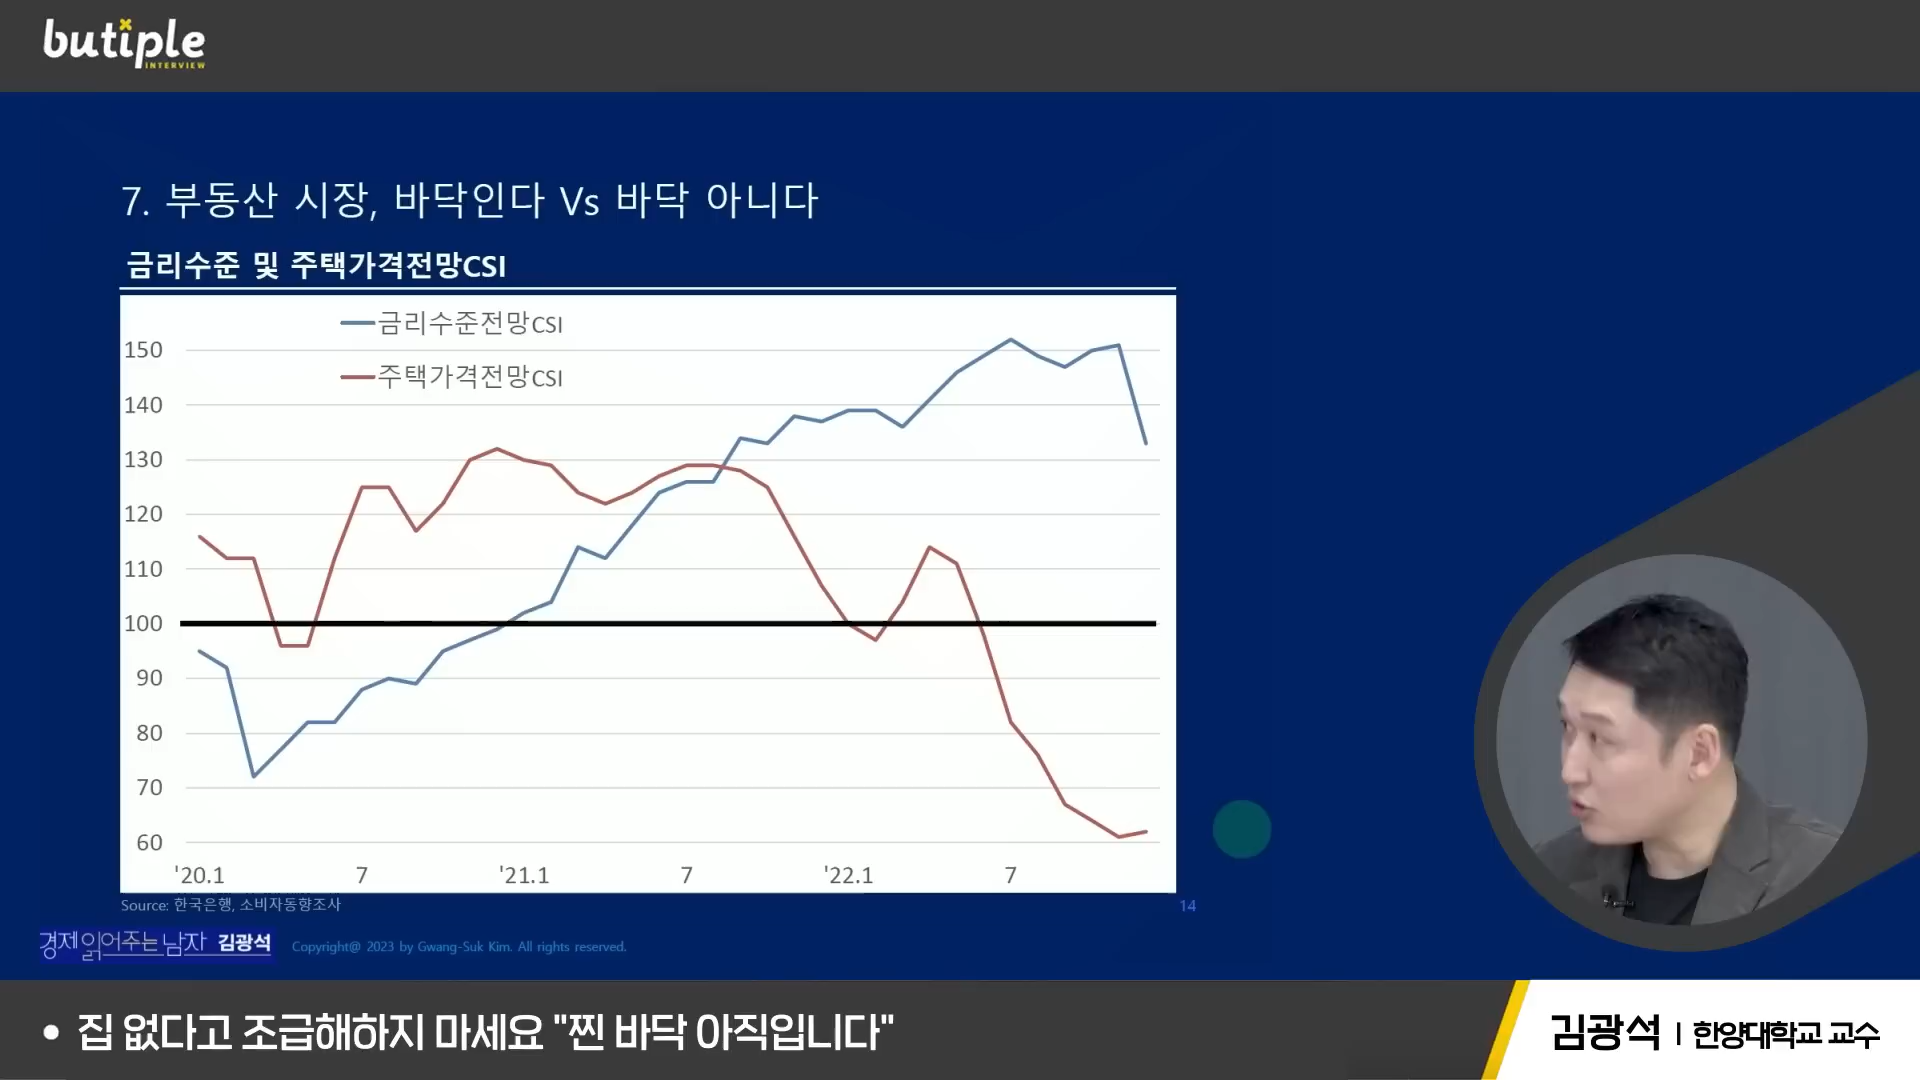 butiple
INTERVIEW
7. 부동산 시장, 바닥인다 Vs 바닥 아니다
금리수준 및 주택가격전망CSI
금리수준전망CSI
주택가격전망CSI
150
140
130
120
110
100
90
80
70
60
'20.1 7 '21.1 7 '22.1 7
Source: 한국은행, 소비자동향조사
14
경제 읽어주는 남자 김광석 Copyright@ 2023 by Gwang-Suk Kim. All rights reserved.
• 집 없다고 조급해하지 마세요 "찐 바닥 아직입니다"
김광석 | 한양대학교 교수